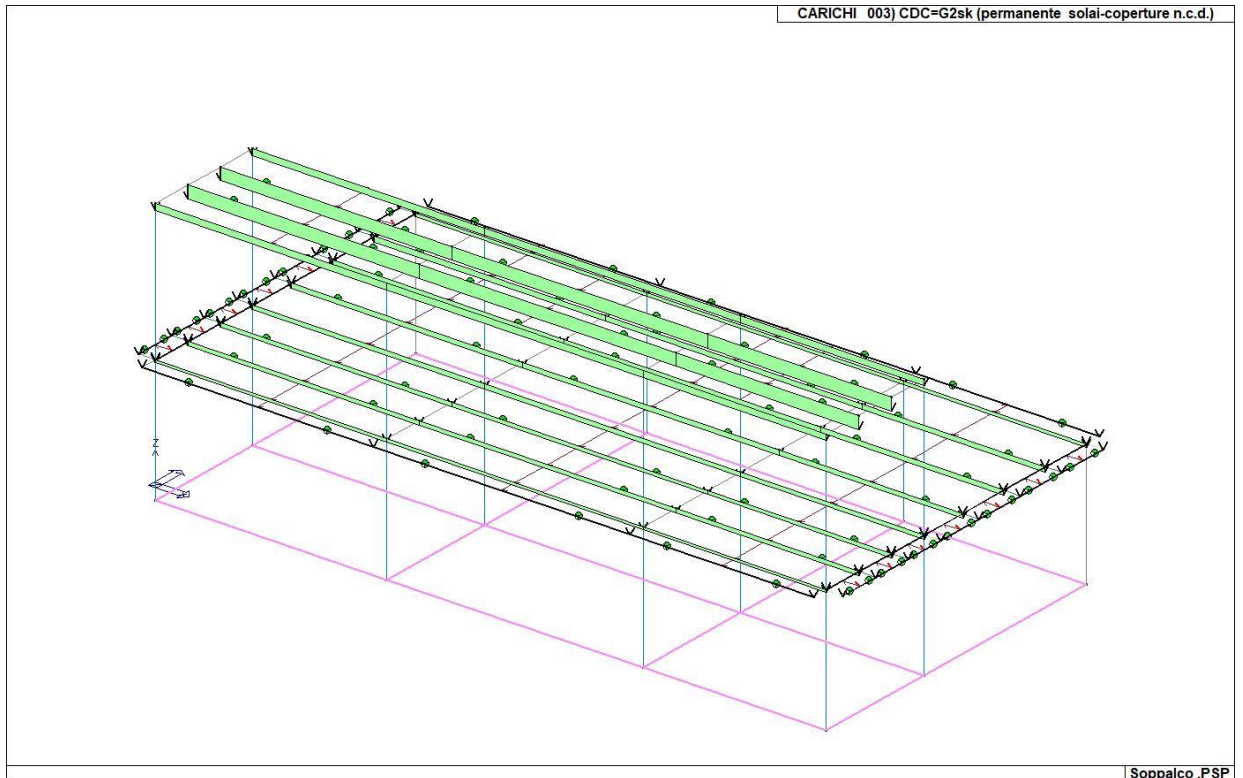 CARICHI 003) CDC=G2sk (permanente solai-coperture n.c.d.)
Z
Soppalco .PSP